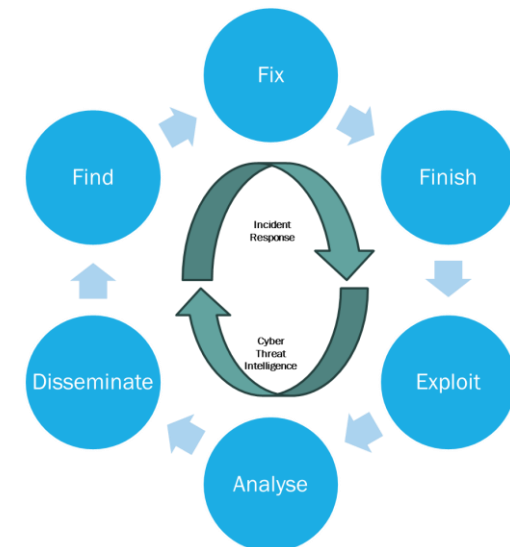 Fix
Find
Finish
Incident
Response
Cyber
Threat
Intelligence
Disseminate
Exploit
Analyse